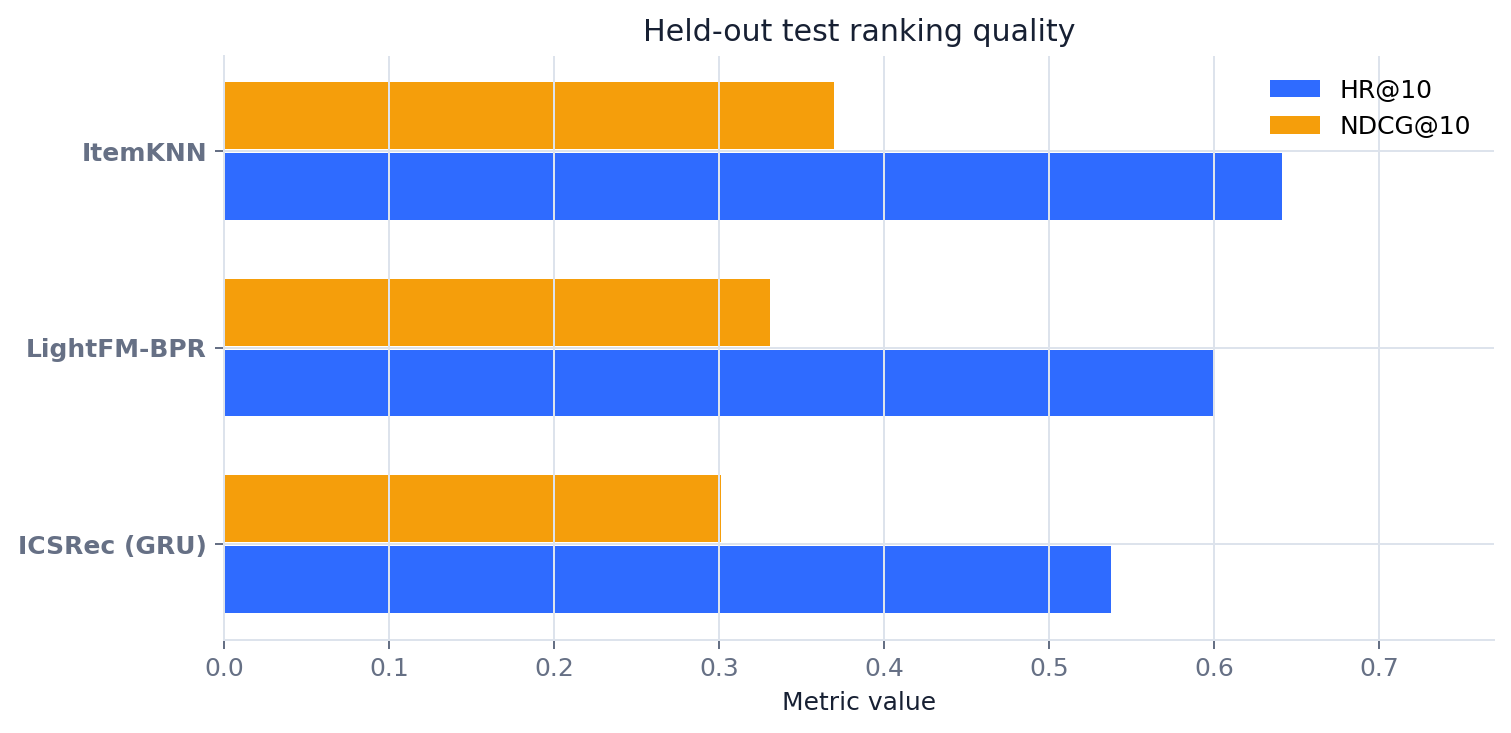 Held-out test ranking quality
HR@10
NDCG@10
ItemKNN
LightFM-BPR
ICSRec (GRU)
0.0 0.1 0.2 0.3 0.4 0.5 0.6 0.7
Metric value